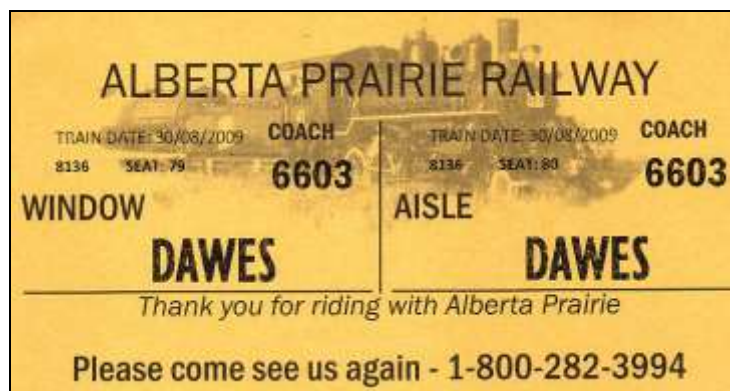 ALBERTA PRAIRIE RAILWAY
TRAIN DATE: 30/08/2009 COACH
8136 SEAT: 79 6603
WINDOW
DAWES
TRAIN DATE: 30/08/2009 COACH
8136 SEAT: 80 6603
AISLE
DAWES
Thank you for riding with Alberta Prairie
Please come see us again - 1-800-282-3994